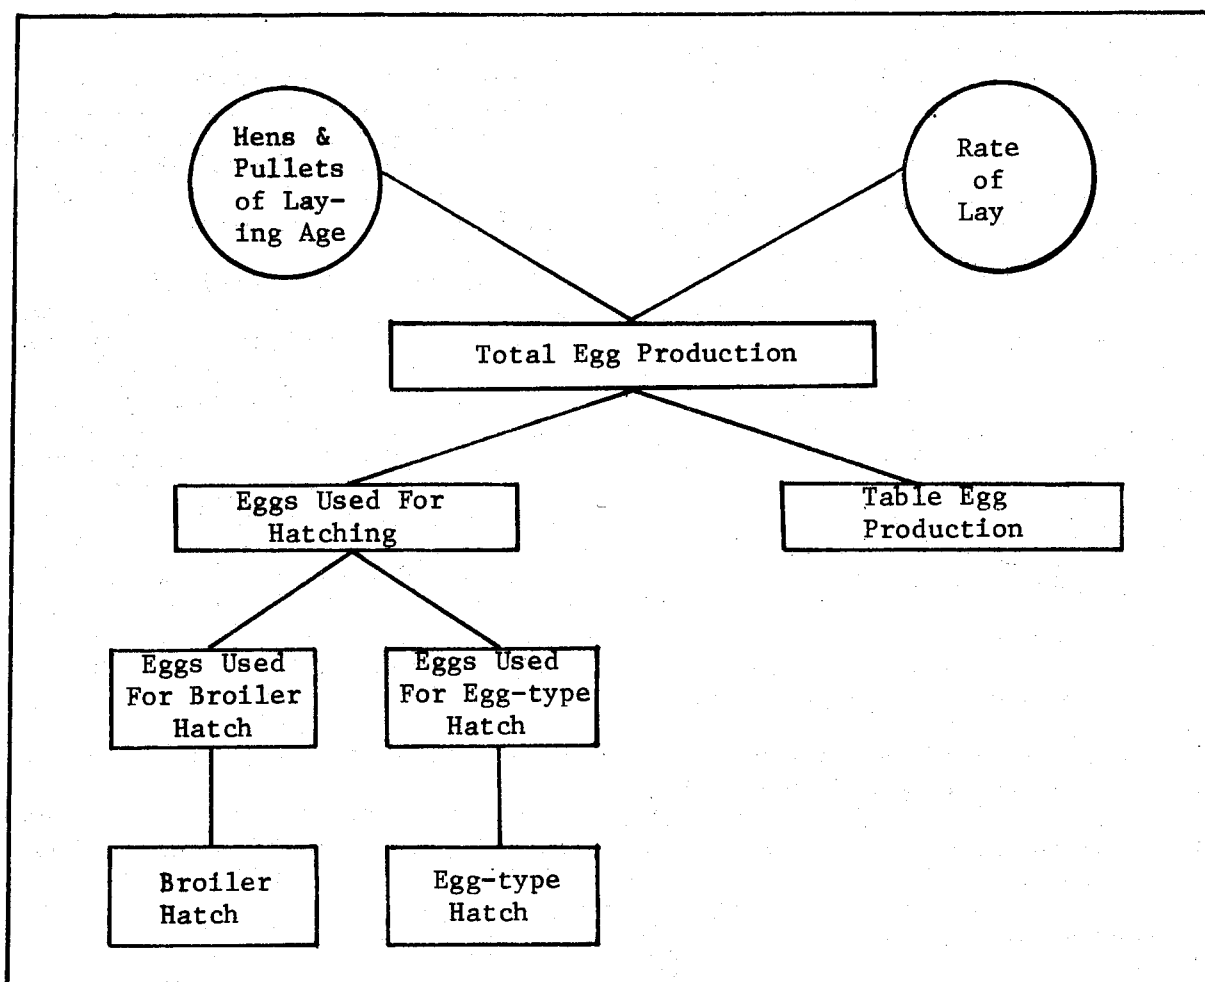 Hens &
Pullets
of Lay-
ing Age
Rate
of
Lay
Total Egg Production
Eggs Used For
Hatching
Table Egg
Production
Eggs Used
For Broiler
Hatch
Eggs Used
For Egg-type
Hatch
Broiler
Hatch
Egg-type
Hatch